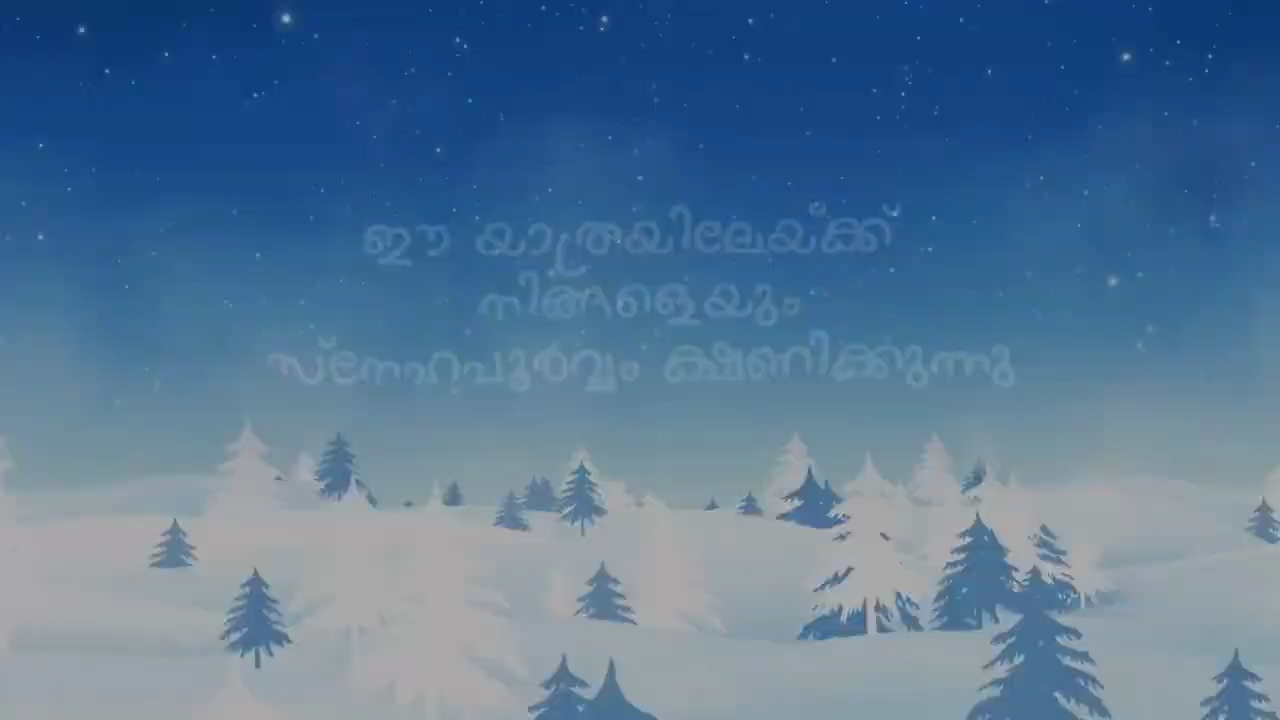 ഈ യാത്രയിലേയ്ക്ക്
നിങ്ങളെയും
സ്നേഹപൂർവ്വം ക്ഷണിക്കുന്നു